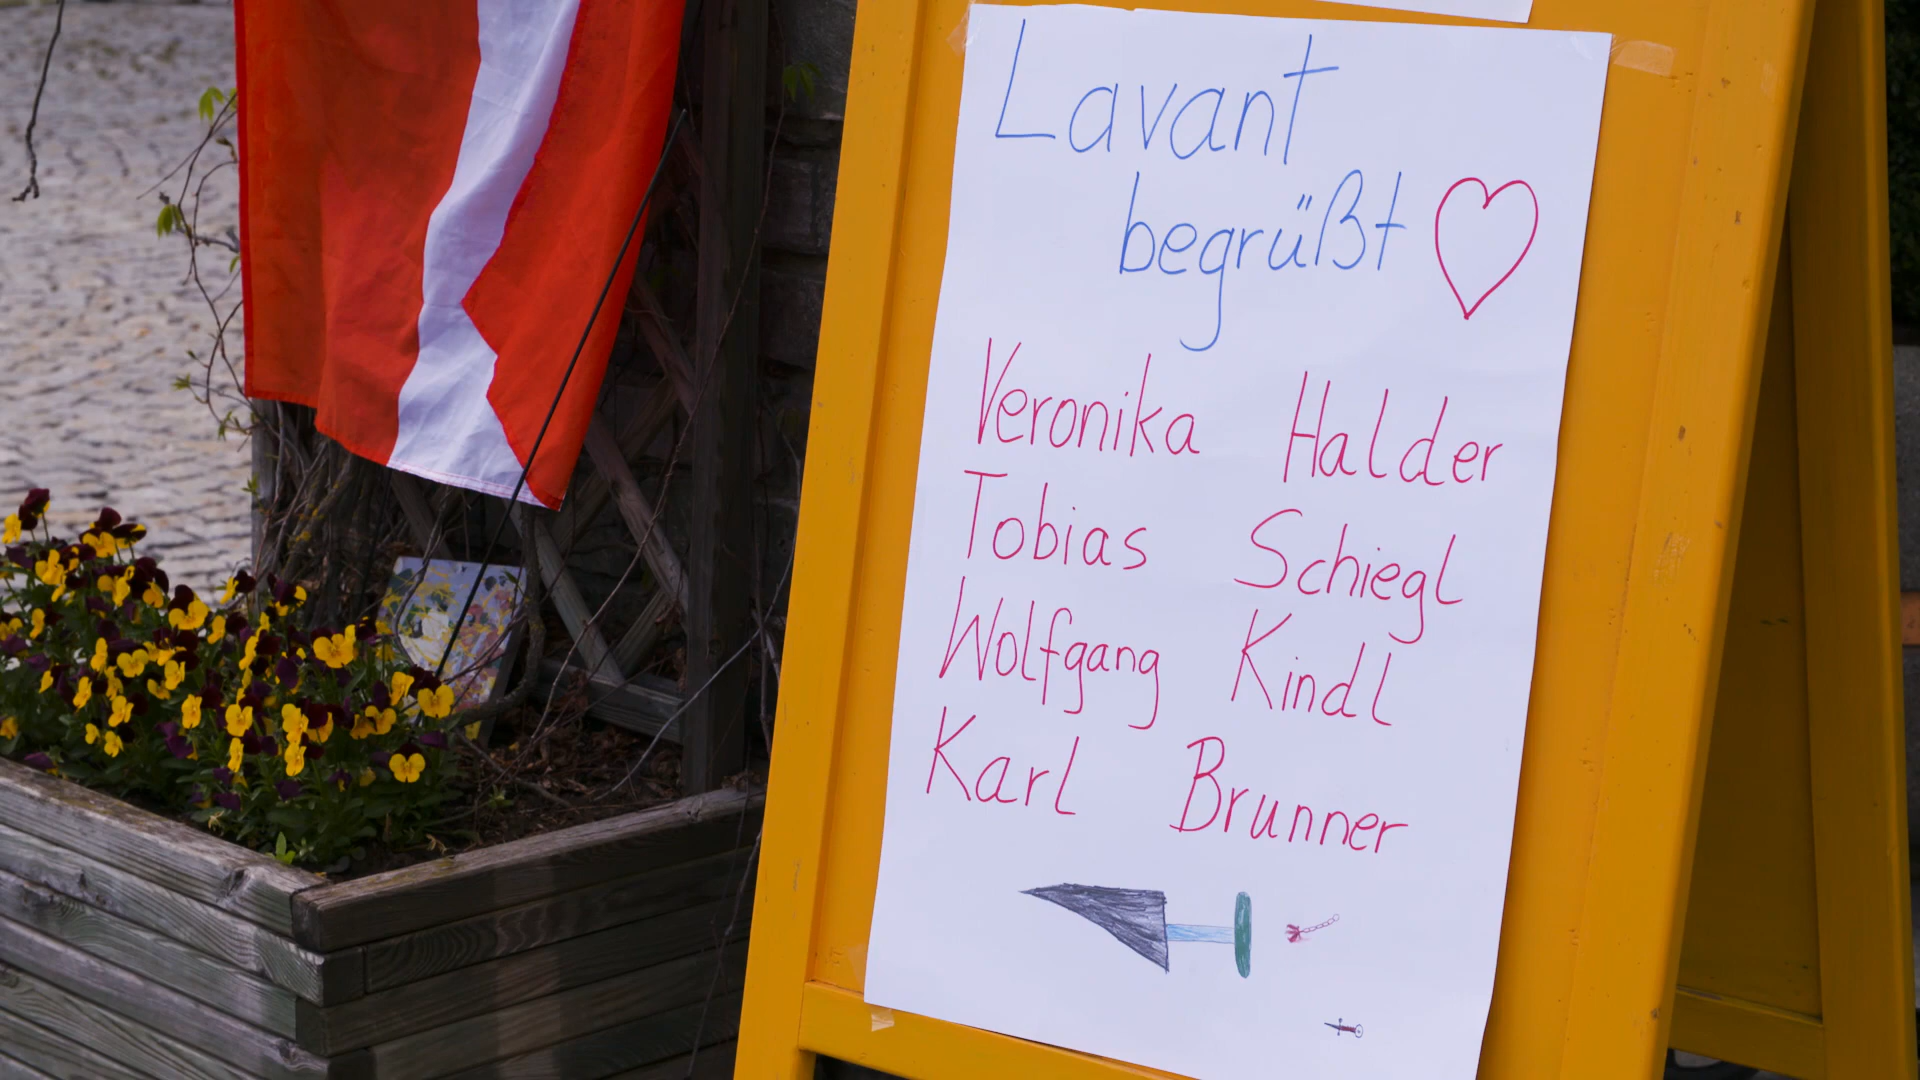 Lavant
begrüßt
Veronika Halder
Tobias Schiegl
Wolfgang Kindl
Karl Brunner